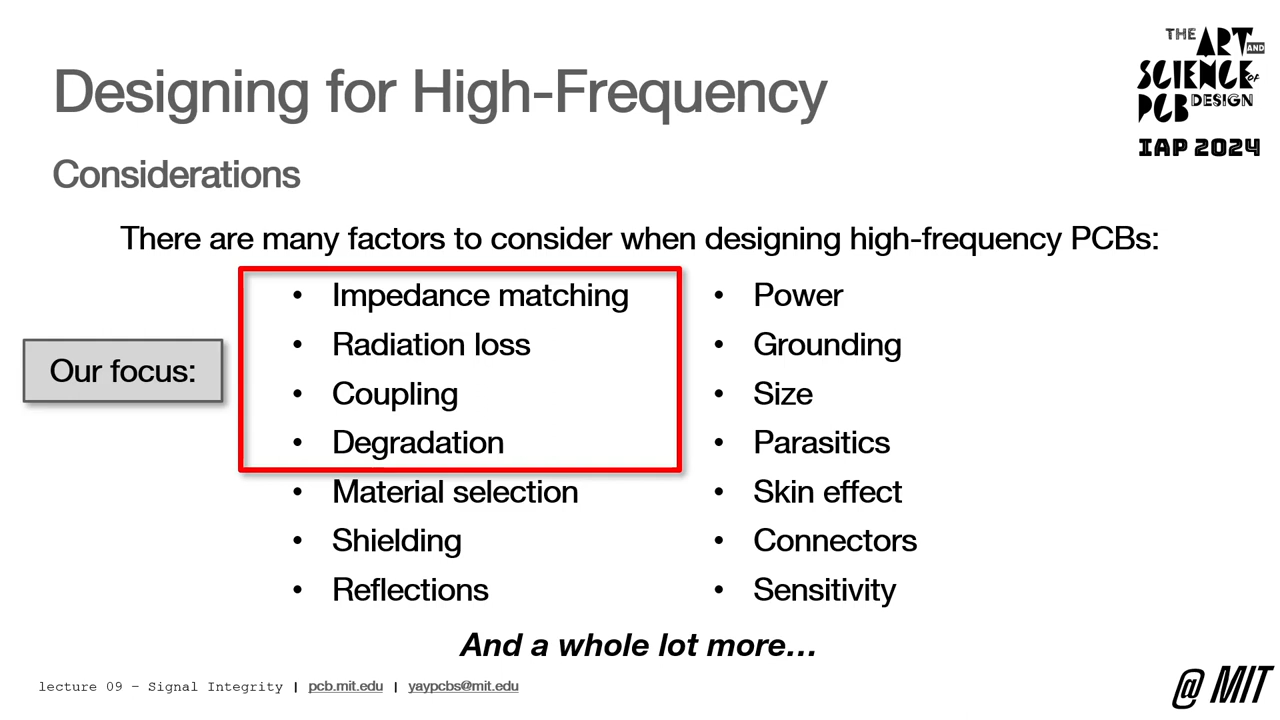 Designing for High-Frequency
THE ART AND
SCIENCE OF
PCB DESIGN
IAP 2024
Considerations
There are many factors to consider when designing high-frequency PCBs:
Our focus:
• Impedance matching
• Radiation loss
• Coupling
• Degradation
• Material selection
• Shielding
• Reflections
• Power
• Grounding
• Size
• Parasitics
• Skin effect
• Connectors
• Sensitivity
And a whole lot more…
lecture 09 – Signal Integrity | pcb.mit.edu | yaypcbs@mit.edu
@ MIT